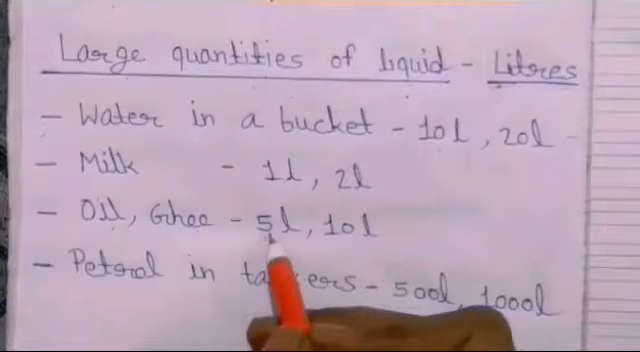 Large quantities of liquid - Litres
- Water in a bucket - 10l, 20l
- Milk - 1l, 2l
- Oil, Ghee - 5l, 10l
- Petrol in - 500l, 1000l